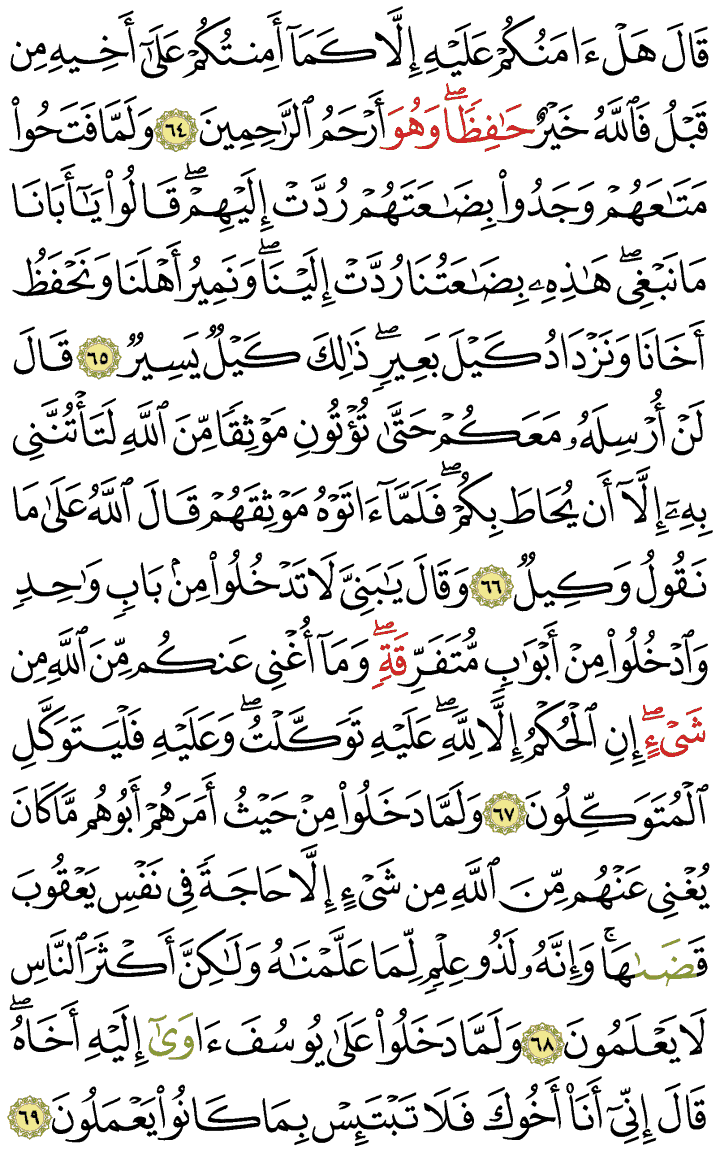 قَالَ هَلْ ءَامَنُكُمْ عَلَيْهِ إِلَّا كَمَآ أَمِنتُكُمْ عَلَىٰٓ أَخِيهِ مِن
قَبْلُ فَٱللَّهُ خَيْرٌ حَـٰفِظًاۖ وَهُوَ أَرْحَمُ ٱلرَّٰحِمِينَ ٦٤ وَلَمَّا فَتَحُوا۟
مَتَـٰعَهُمْ وَجَدُوا۟ بِضَـٰعَتَهُمْ رُدَّتْ إِلَيْهِمْۖ قَالُوا۟ يَـٰٓأَبَانَا
مَا نَبْغِىۖ هَـٰذِهِۦ بِضَـٰعَتُنَا رُدَّتْ إِلَيْنَاۖ وَنَمِيرُ أَهْلَنَا وَنَحْفَظُ
أَخَانَا وَنَزْدَادُ كَيْلَ بَعِيرٍۖ ذَٰلِكَ كَيْلٌ يَسِيرٌ ٦٥ قَالَ
لَنْ أُرْسِلَهُۥ مَعَكُمْ حَتَّىٰ تُؤْتُونِ مَوْثِقًا مِّنَ ٱللَّهِ لَتَأْتُنَّنِى
بِهِۦٓ إِلَّآ أَن يُحَاطَ بِكُمْۖ فَلَمَّآ ءَاتَوْهُ مَوْثِقَهُمْ قَالَ ٱللَّهُ عَلَىٰ مَا
نَقُولُ وَكِيلٌ ٦٦ وَقَالَ يَـٰبَنِىَّ لَا تَدْخُلُوا۟ مِنۢ بَابٍ وَٰحِدٍ
وَٱدْخُلُوا۟ مِنْ أَبْوَٰبٍ مُّتَفَرِّقَةٍۖ وَمَآ أُغْنِى عَنكُم مِّنَ ٱللَّهِ مِن
شَىْءٍۖ إِنِ ٱلْحُكْمُ إِلَّا لِلَّهِۖ عَلَيْهِ تَوَكَّلْتُۖ وَعَلَيْهِ فَلْيَتَوَكَّلِ
ٱلْمُتَوَكِّلُونَ ٦٧ وَلَمَّا دَخَلُوا۟ مِنْ حَيْثُ أَمَرَهُمْ أَبُوهُم مَّا كَانَ
يُغْنِى عَنْهُم مِّنَ ٱللَّهِ مِن شَىْءٍ إِلَّا حَاجَةً فِى نَفْسِ يَعْقُوبَ
قَضَىٰهَاۚ وَإِنَّهُۥ لَذُو عِلْمٍ لِّمَا عَلَّمْنَـٰهُ وَلَـٰكِنَّ أَكْثَرَ ٱلنَّاسِ
لَا يَعْلَمُونَ ٦٨ وَلَمَّا دَخَلُوا۟ عَلَىٰ يُوسُفَ ءَاوَىٰٓ إِلَيْهِ أَخَاهُۖ
قَالَ إِنِّىٓ أَنَا۠ أَخُوكَ فَلَا تَبْتَئِسْ بِمَا كَانُوا۟ يَعْمَلُونَ ٦٩